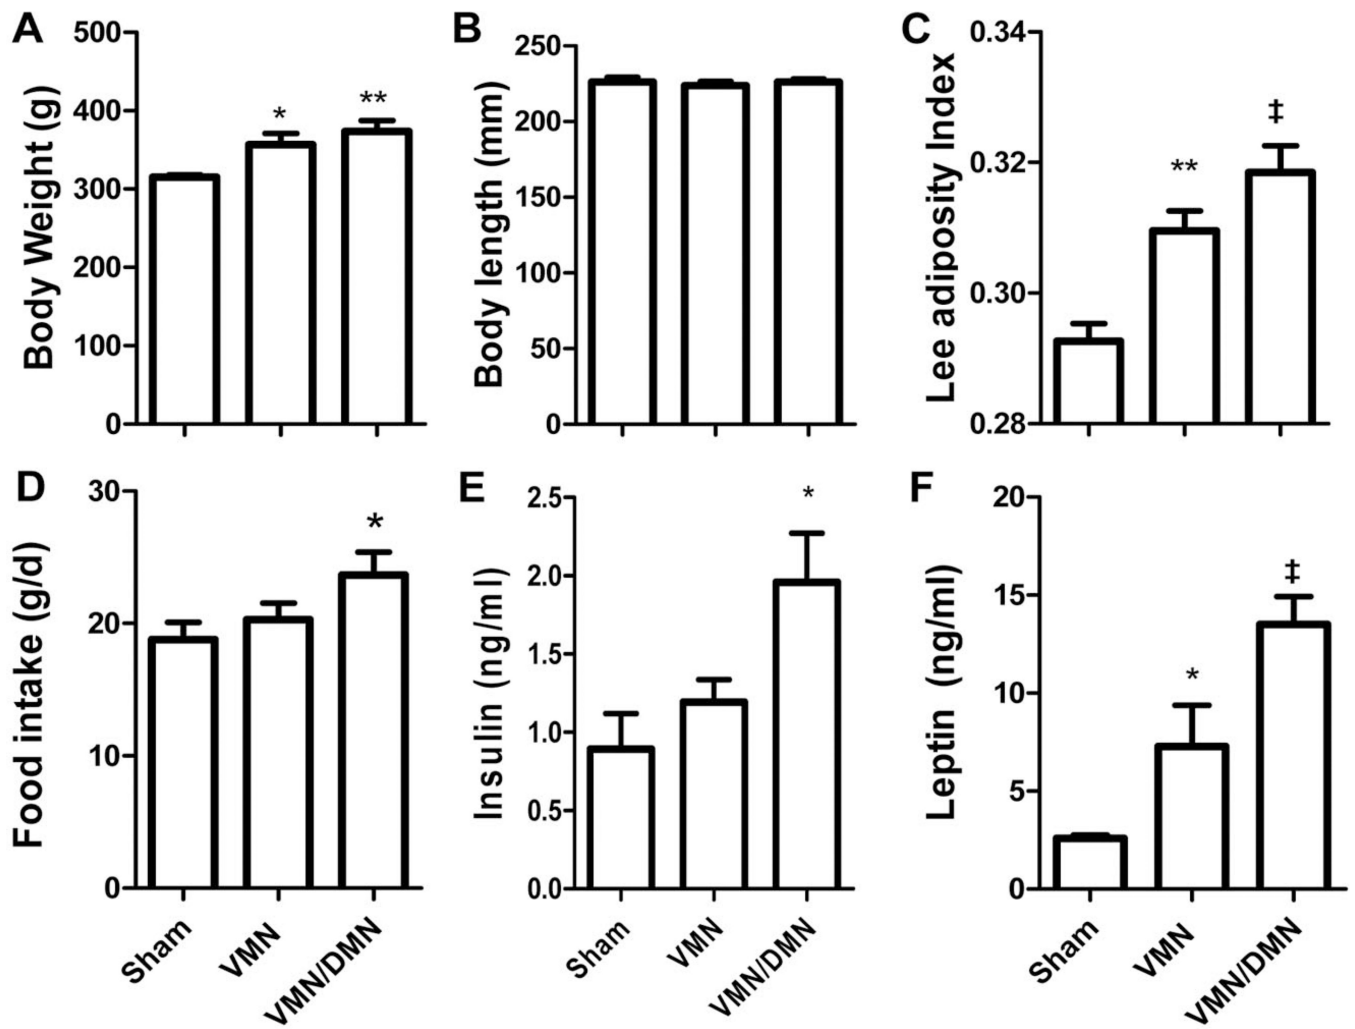 A
Body Weight (g)
500
400
300
200
100
0
*
**
B
Body length (mm)
250
200
150
100
50
0
C
Lee adiposity Index
0.34
0.32
0.30
0.28
**
‡
D
Food intake (g/d)
30
20
10
0
*
Sham
VMN
VMN/DMN
E
Insulin (ng/ml)
2.5
2.0
1.5
1.0
0.5
0.0
*
Sham
VMN
VMN/DMN
F
Leptin (ng/ml)
20
15
10
5
0
*
‡
Sham
VMN
VMN/DMN